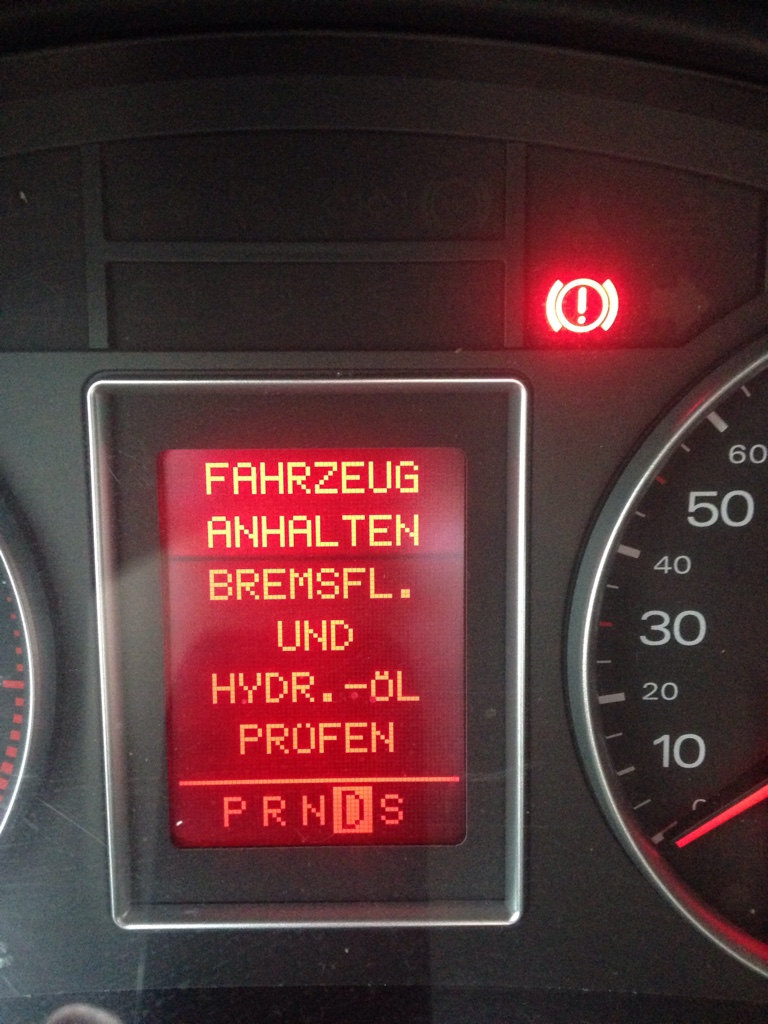 FAHRZEUG
ANHALTEN
BREMSFL.
UND
HYDR.-ÖL
PRÜFEN
P R N D S
60
50
40
30
20
10